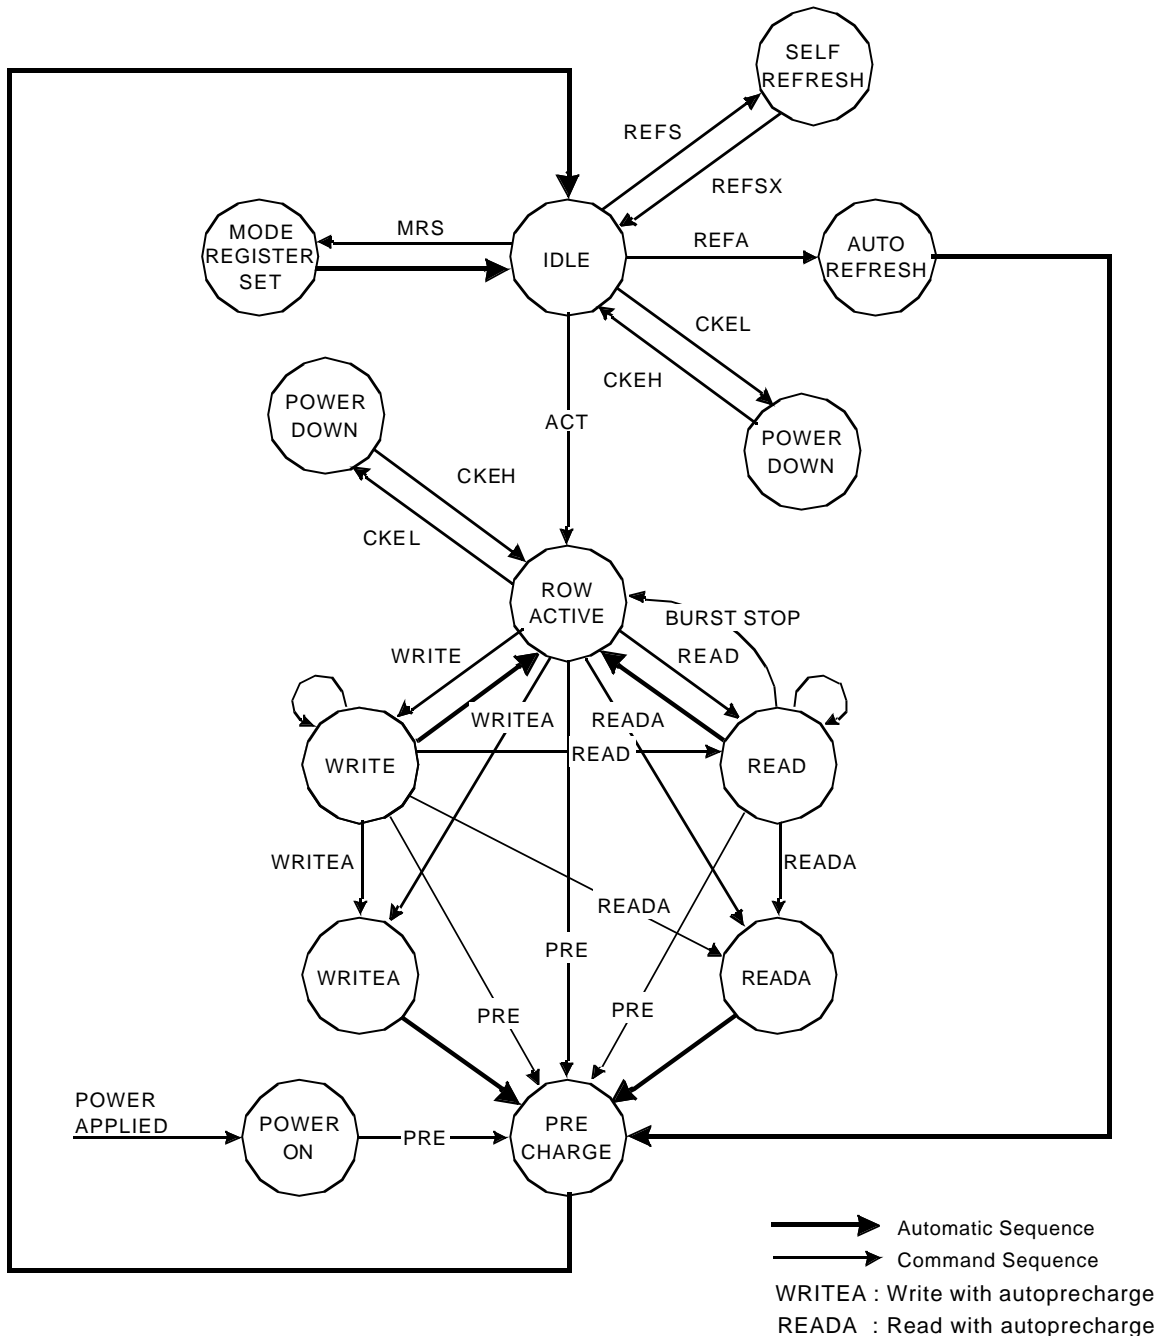 SELF
REFRESH
REFS
REFSX
MODE
REGISTER
SET
MRS
IDLE
REFA
AUTO
REFRESH
CKEL
CKEH
POWER
DOWN
POWER
DOWN
ACT
CKEH
CKEL
ROW
ACTIVE
BURST STOP
WRITE
READ
WRITEA
READA
WRITE
READ
READ
WRITEA
READA
READA
WRITEA
PRE
READA
PRE
PRE
POWER
APPLIED
POWER
ON
PRE
PRE
CHARGE
Automatic Sequence
Command Sequence
WRITEA : Write with autoprecharge
READA : Read with autoprecharge